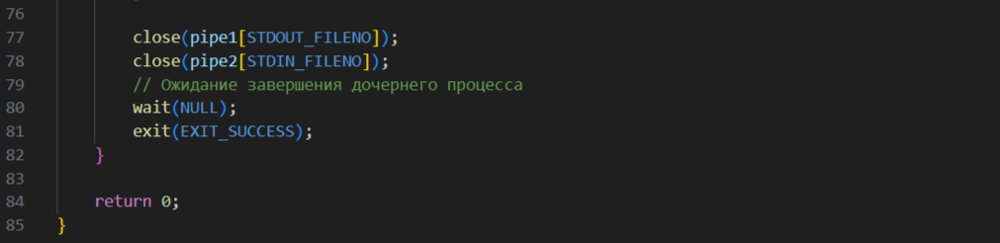 76
77 close(pipe1[STDOUT_FILENO]);
78 close(pipe2[STDIN_FILENO]);
79 // Ожидание завершения дочернего процесса
80 wait(NULL);
81 exit(EXIT_SUCCESS);
82 }
83
84 return 0;
85 }